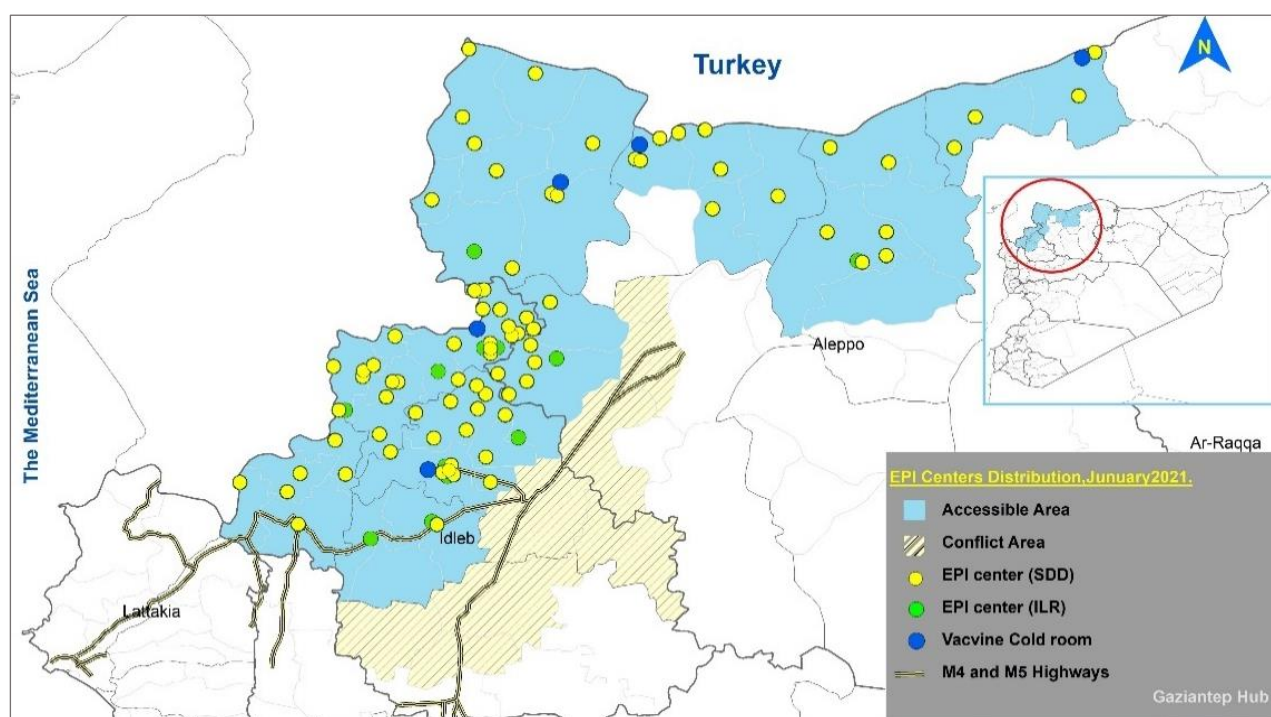 N
Turkey
The Mediterranean Sea
Aleppo
Ar-Raqqa
Idleb
Lattakia
EPI Centers Distribution,Junuary2021.
Accessible Area
Conflict Area
EPI center (SDD)
EPI center (ILR)
Vacvine Cold room
M4 and M5 Highways
Gaziantep Hub